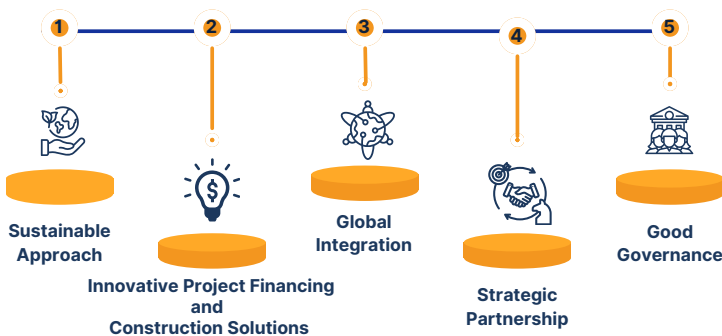 1
2
3
4
5
Sustainable
Approach
Innovative Project Financing
and
Construction Solutions
Global
Integration
Strategic
Partnership
Good
Governance
$